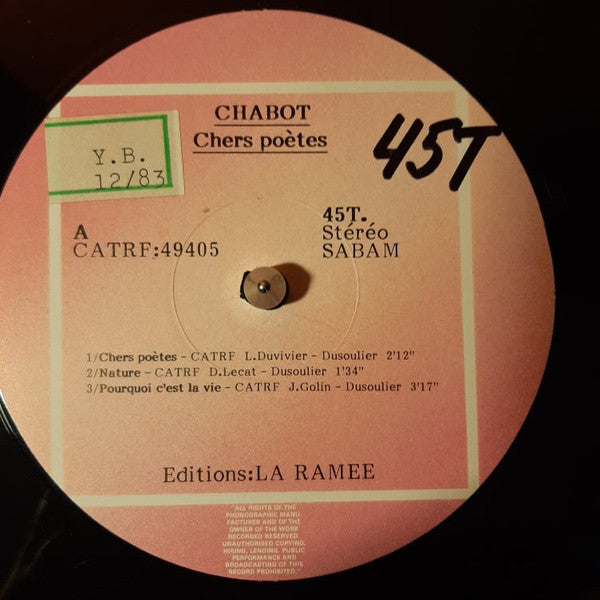 CHABOT
Chers poètes
45T
Y.B.
12/83
A
CATRF:49405
45T.
Stéréo
SABAM
1/Chers poètes - CATRF L.Duvivier - Dusoulier 2'12"
2/Nature - CATRF D.Lecat - Dusoulier 1'34"
3/Pourquoi c'est la vie - CATRF J.Golin - Dusoulier 3'17"
Editions:LA RAMEE
"ALL RIGHTS OF THE
PHONOGRAPHIC MANU
FACTURER AND OF THE
OWNER OF THE WORK
RECORDED RESERVED.
UNAUTHORISED COPYING,
HIRING, LENDING, PUBLIC
PERFORMANCE AND
BROADCASTING OF THIS
RECORD PROHIBITED."